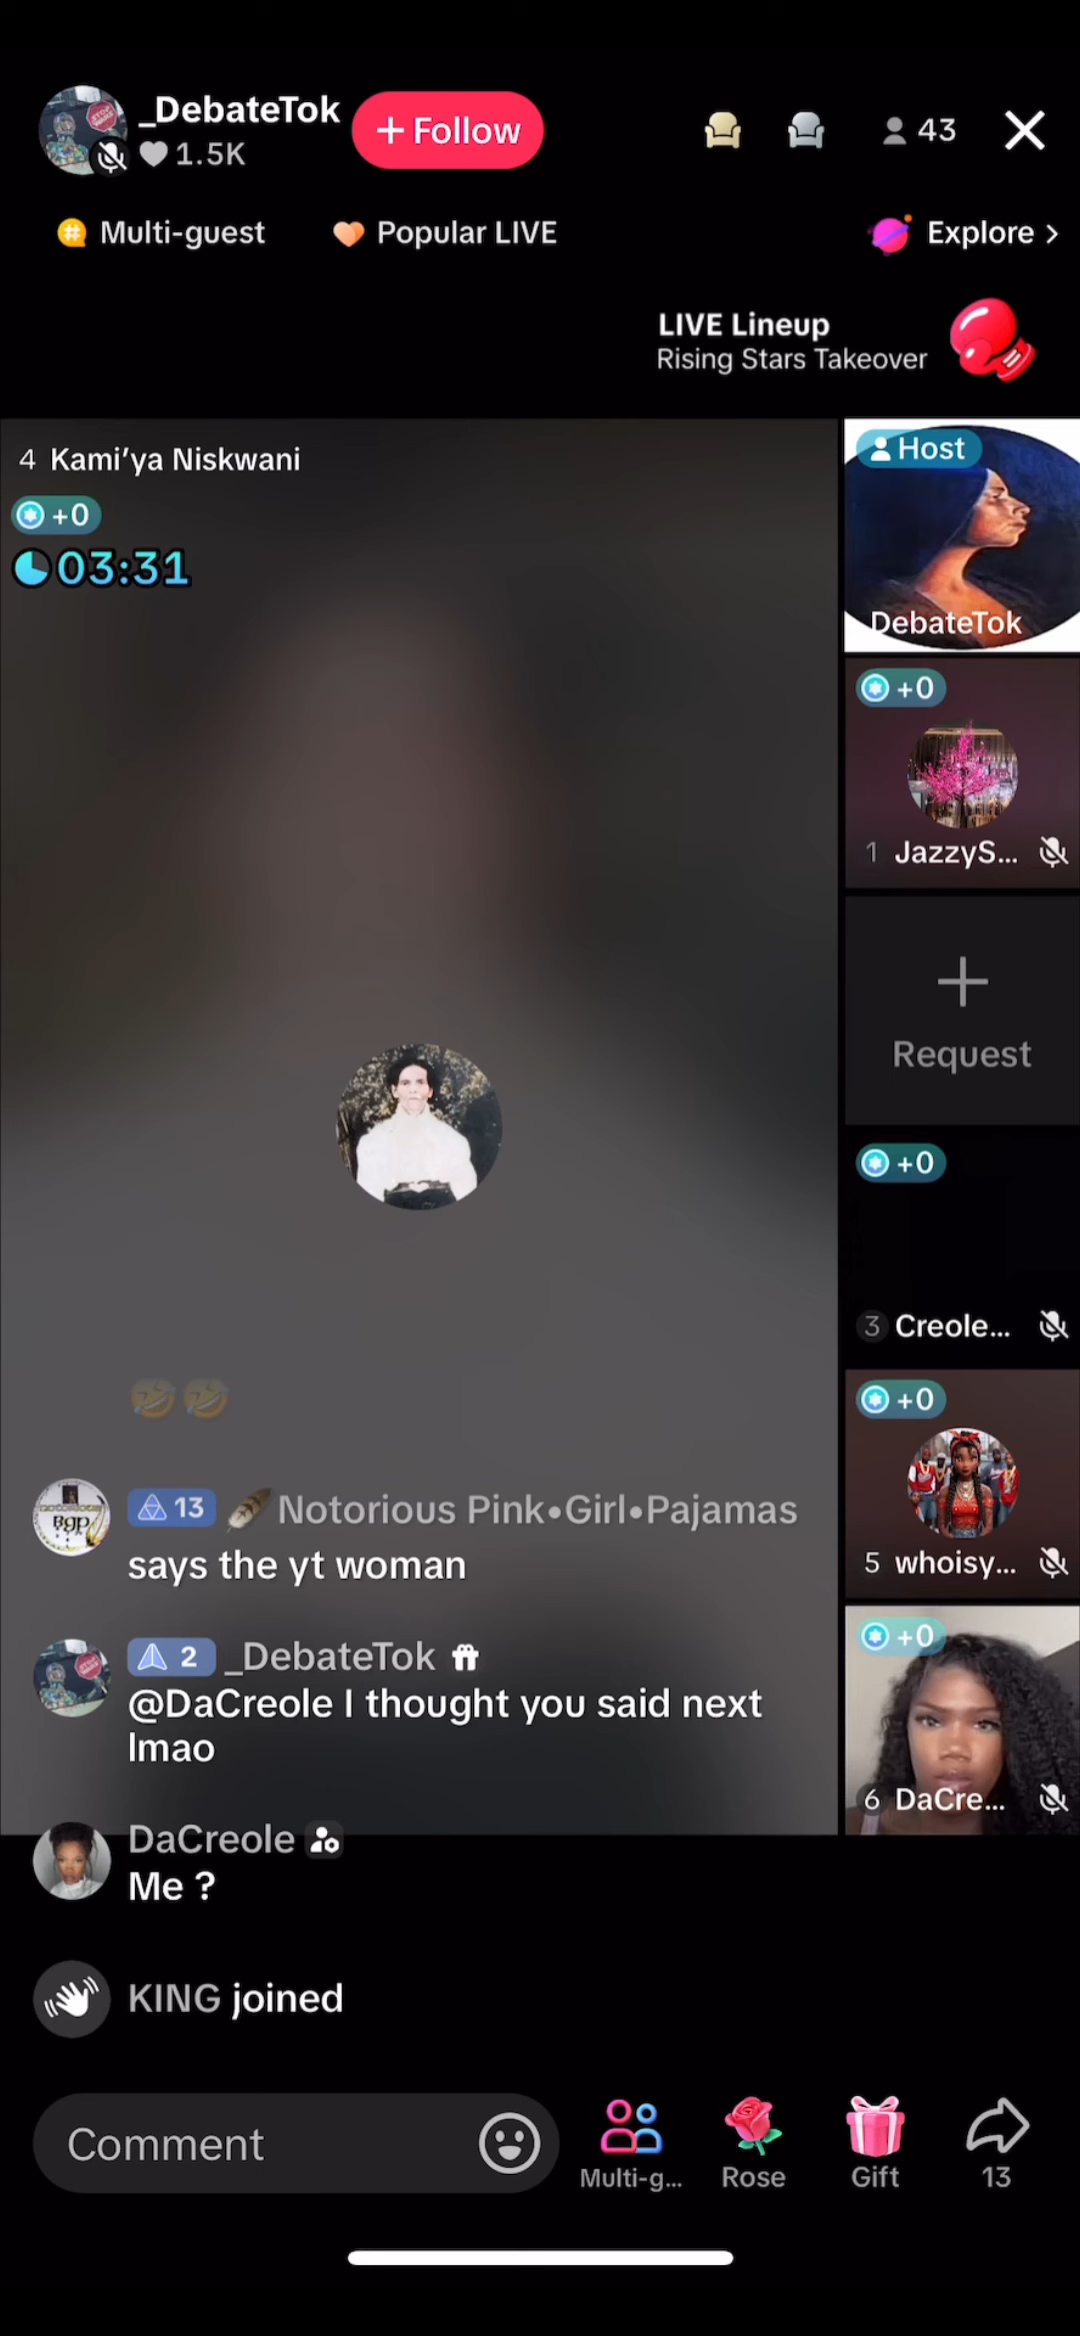 _DebateTok
1.5K
+ Follow
43
Multi-guest
Popular LIVE
Explore >
LIVE Lineup
Rising Stars Takeover
4 Kami'ya Niskwani
+0
03:31
Host
DebateTok
+0
1 JazzyS...
Request
+0
3 Creole...
+0
5 whoisy...
+0
6 DaCre...
🤣🤣
13 🪶Notorious Pink•Girl•Pajamas
says the yt woman
2 _DebateTok
@DaCreole I thought you said next
lmao
DaCreole
Me ?
KING joined
Comment
Multi-g...
Rose
Gift
13